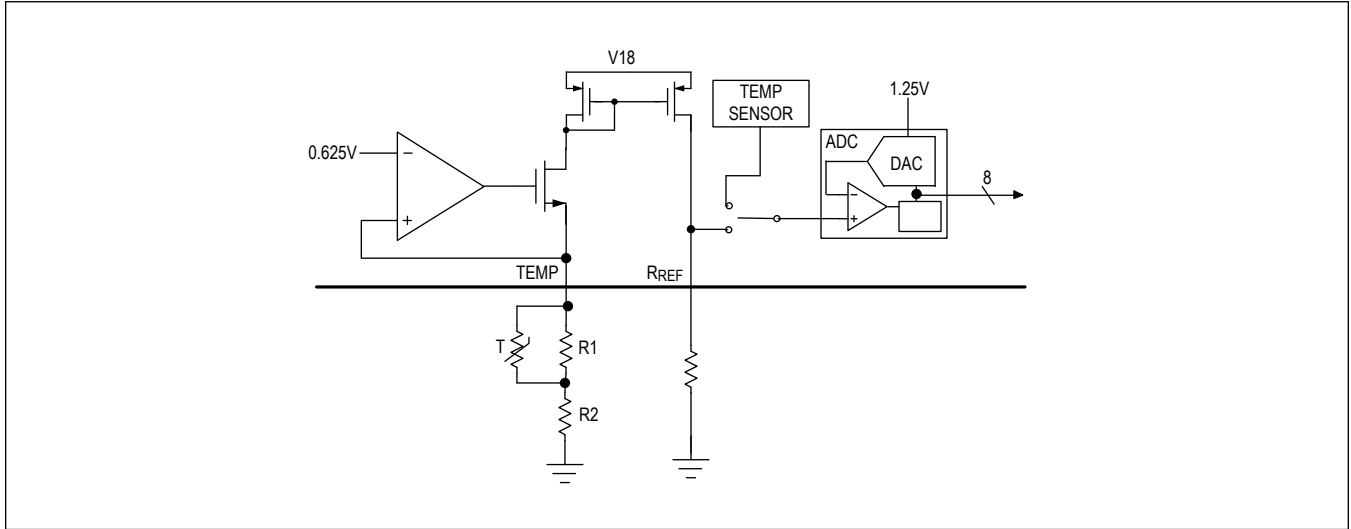 V18
TEMP
SENSOR
1.25V
ADC
DAC
0.625V
−
+
−
+
8
TEMP
RREF
T
R1
R2